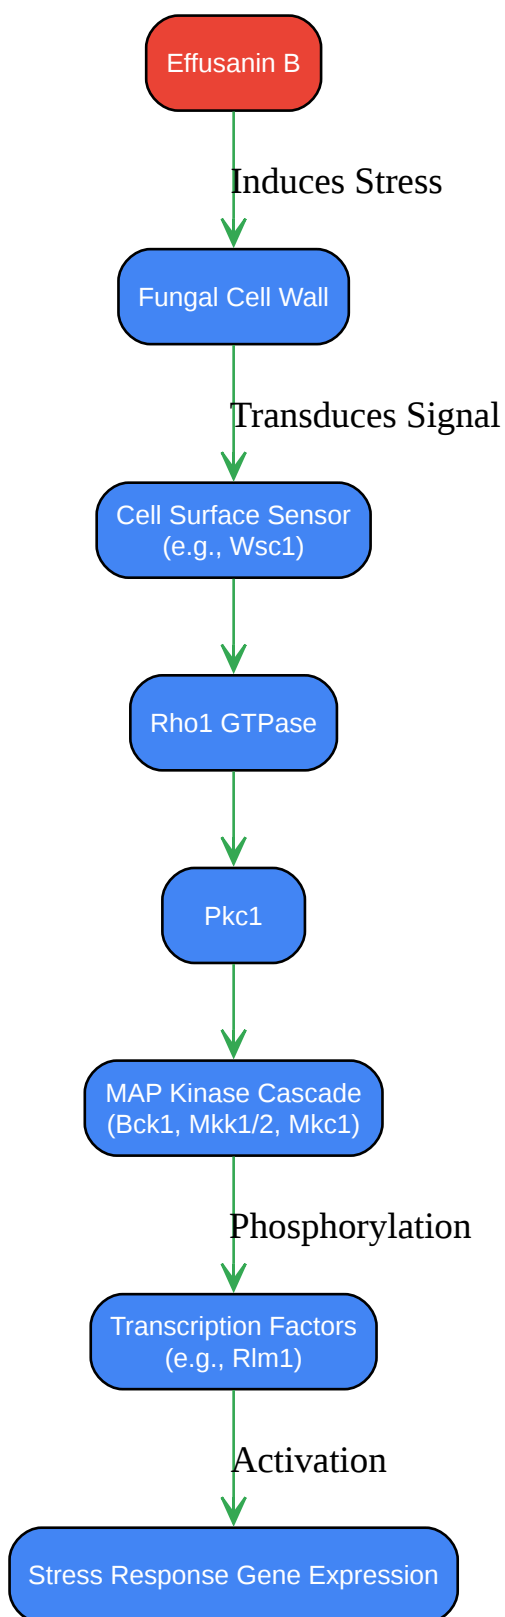 Effusanin B
Induces Stress
Fungal Cell Wall
Transduces Signal
Cell Surface Sensor
(e.g., Wsc1)
Rho1 GTPase
Pkc1
MAP Kinase Cascade
(Bck1, Mkk1/2, Mkc1)
Phosphorylation
Transcription Factors
(e.g., Rlm1)
Activation
Stress Response Gene Expression